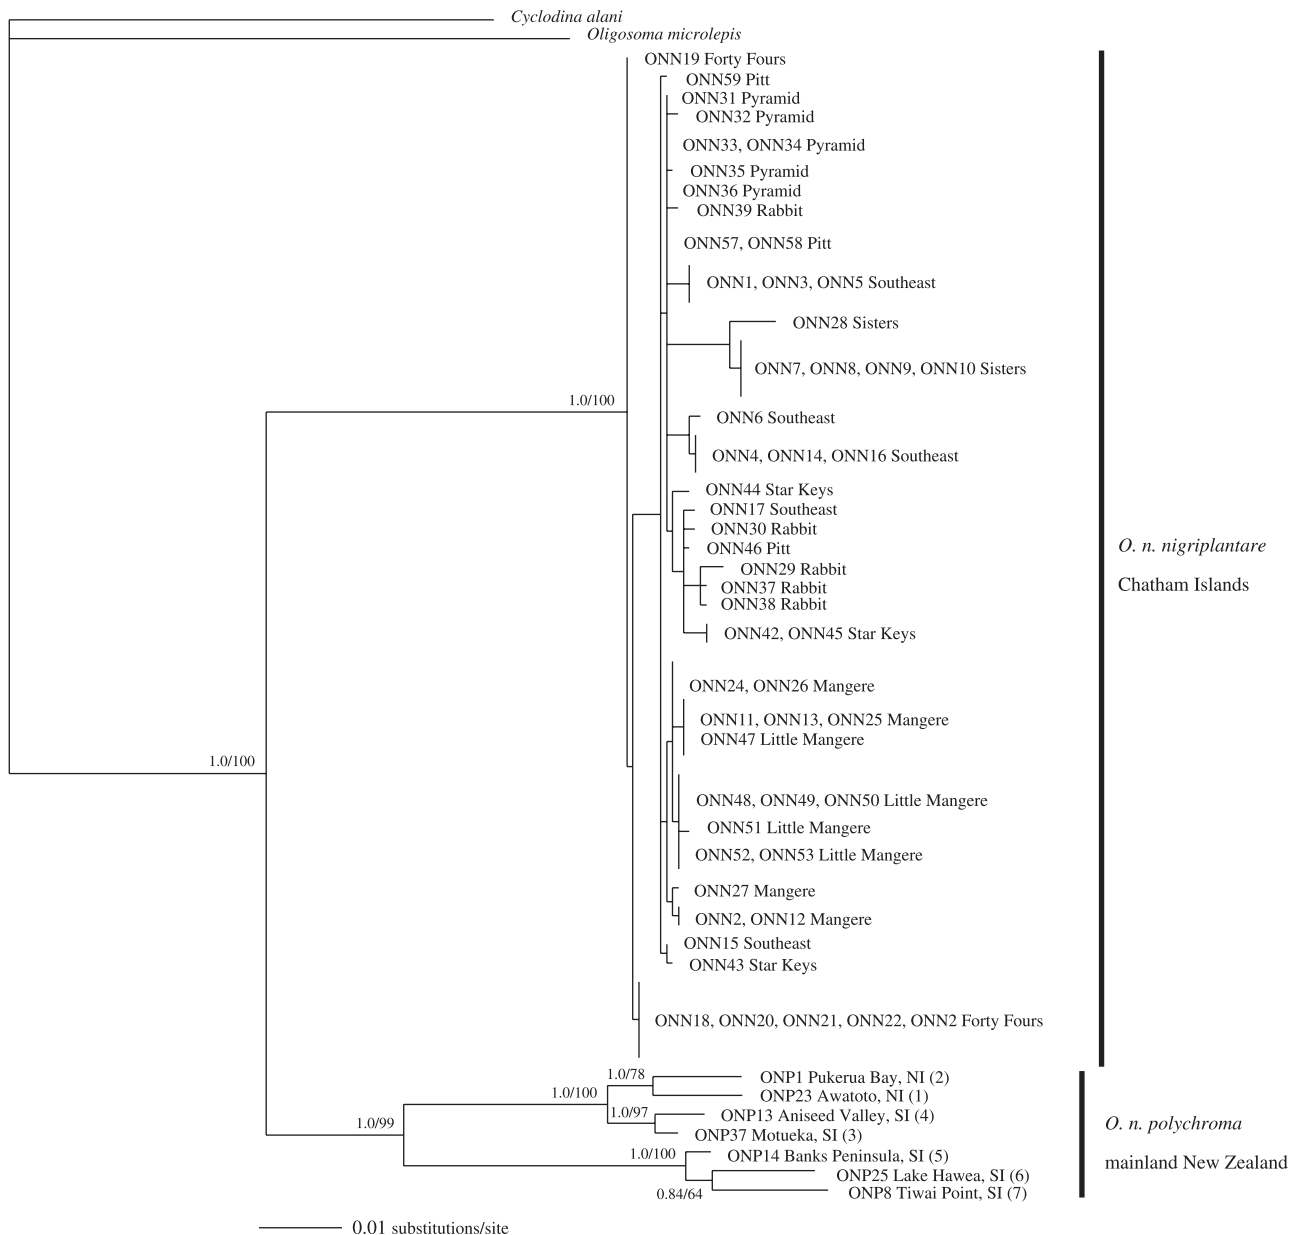 Cyclodina alani
Oligosoma microlepis
ONN19 Forty Fours
ONN59 Pitt
ONN31 Pyramid
ONN32 Pyramid
ONN33, ONN34 Pyramid
ONN35 Pyramid
ONN36 Pyramid
ONN39 Rabbit
ONN57, ONN58 Pitt
ONN1, ONN3, ONN5 Southeast
ONN28 Sisters
ONN7, ONN8, ONN9, ONN10 Sisters
1.0/100
ONN6 Southeast
ONN4, ONN14, ONN16 Southeast
ONN44 Star Keys
ONN17 Southeast
ONN30 Rabbit
ONN46 Pitt
ONN29 Rabbit
ONN37 Rabbit
ONN38 Rabbit
ONN42, ONN45 Star Keys
O. n. nigriplantare
Chatham Islands
ONN24, ONN26 Mangere
ONN11, ONN13, ONN25 Mangere
ONN47 Little Mangere
1.0/100
ONN48, ONN49, ONN50 Little Mangere
ONN51 Little Mangere
ONN52, ONN53 Little Mangere
ONN27 Mangere
ONN2, ONN12 Mangere
ONN15 Southeast
ONN43 Star Keys
ONN18, ONN20, ONN21, ONN22, ONN2 Forty Fours
1.0/78
ONP1 Pukerua Bay, NI (2)
1.0/100
ONP23 Awatoto, NI (1)
1.0/97
ONP13 Aniseed Valley, SI (4)
1.0/99
ONP37 Motueka, SI (3)
1.0/100
ONP14 Banks Peninsula, SI (5)
ONP25 Lake Hawea, SI (6)
0.84/64
ONP8 Tiwai Point, SI (7)
O. n. polychroma
mainland New Zealand
0.01 substitutions/site